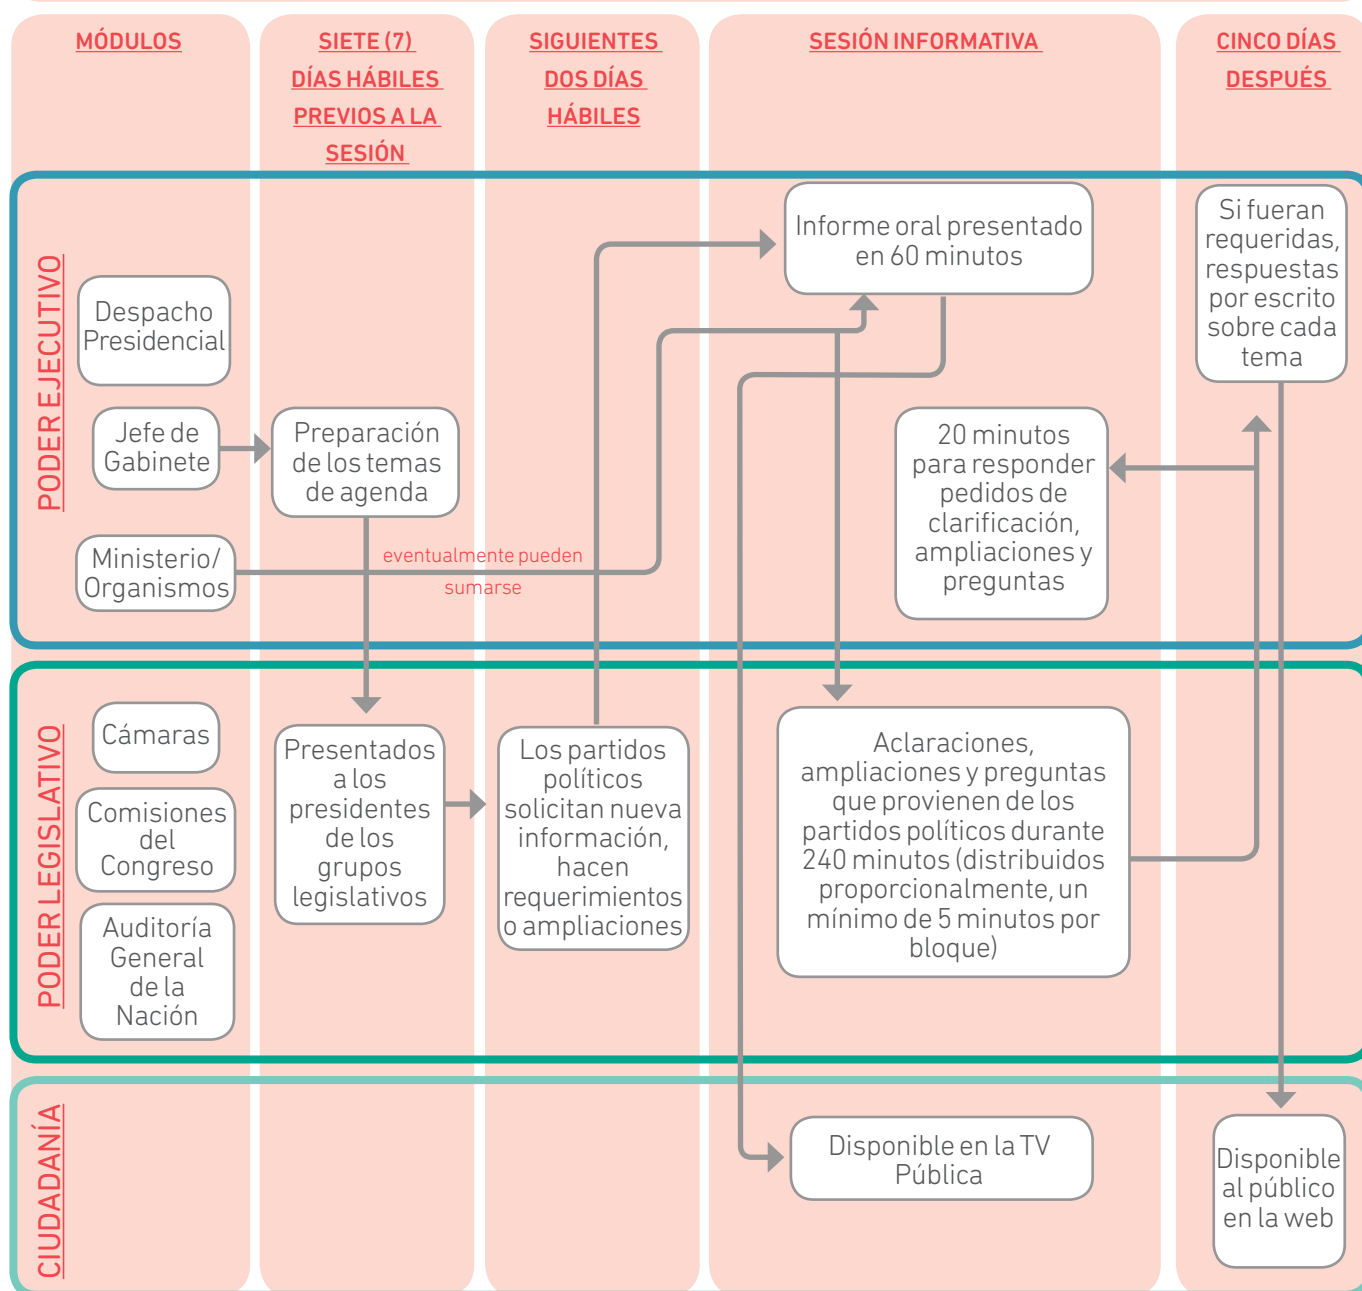 MÓDULOS
SIETE (7)
DÍAS HÁBILES
PREVIOS A LA
SESIÓN
SIGUIENTES
DOS DÍAS
HÁBILES
SESIÓN INFORMATIVA
CINCO DÍAS
DESPUÉS
PODER EJECUTIVO
Despacho
Presidencial
Jefe de
Gabinete
Ministerio/
Organismos
Preparación
de los temas
de agenda
eventualmente pueden
sumarse
Informe oral presentado
en 60 minutos
20 minutos
para responder
pedidos de
clarificación,
ampliaciones y
preguntas
Si fueran
requeridas,
respuestas
por escrito
sobre cada
tema
PODER LEGISLATIVO
Cámaras
Comisiones
del
Congreso
Auditoría
General
de la
Nación
Presentados
a los
presidentes
de los
grupos
legislativos
Los partidos
políticos
solicitan nueva
información,
hacen
requerimientos
o ampliaciones
Aclaraciones,
ampliaciones y preguntas
que provienen de los
partidos políticos durante
240 minutos (distribuidos
proporcionalmente, un
mínimo de 5 minutos por
bloque)
CIUDADANÍA
Disponible en la TV
Pública
Disponible
al público
en la web